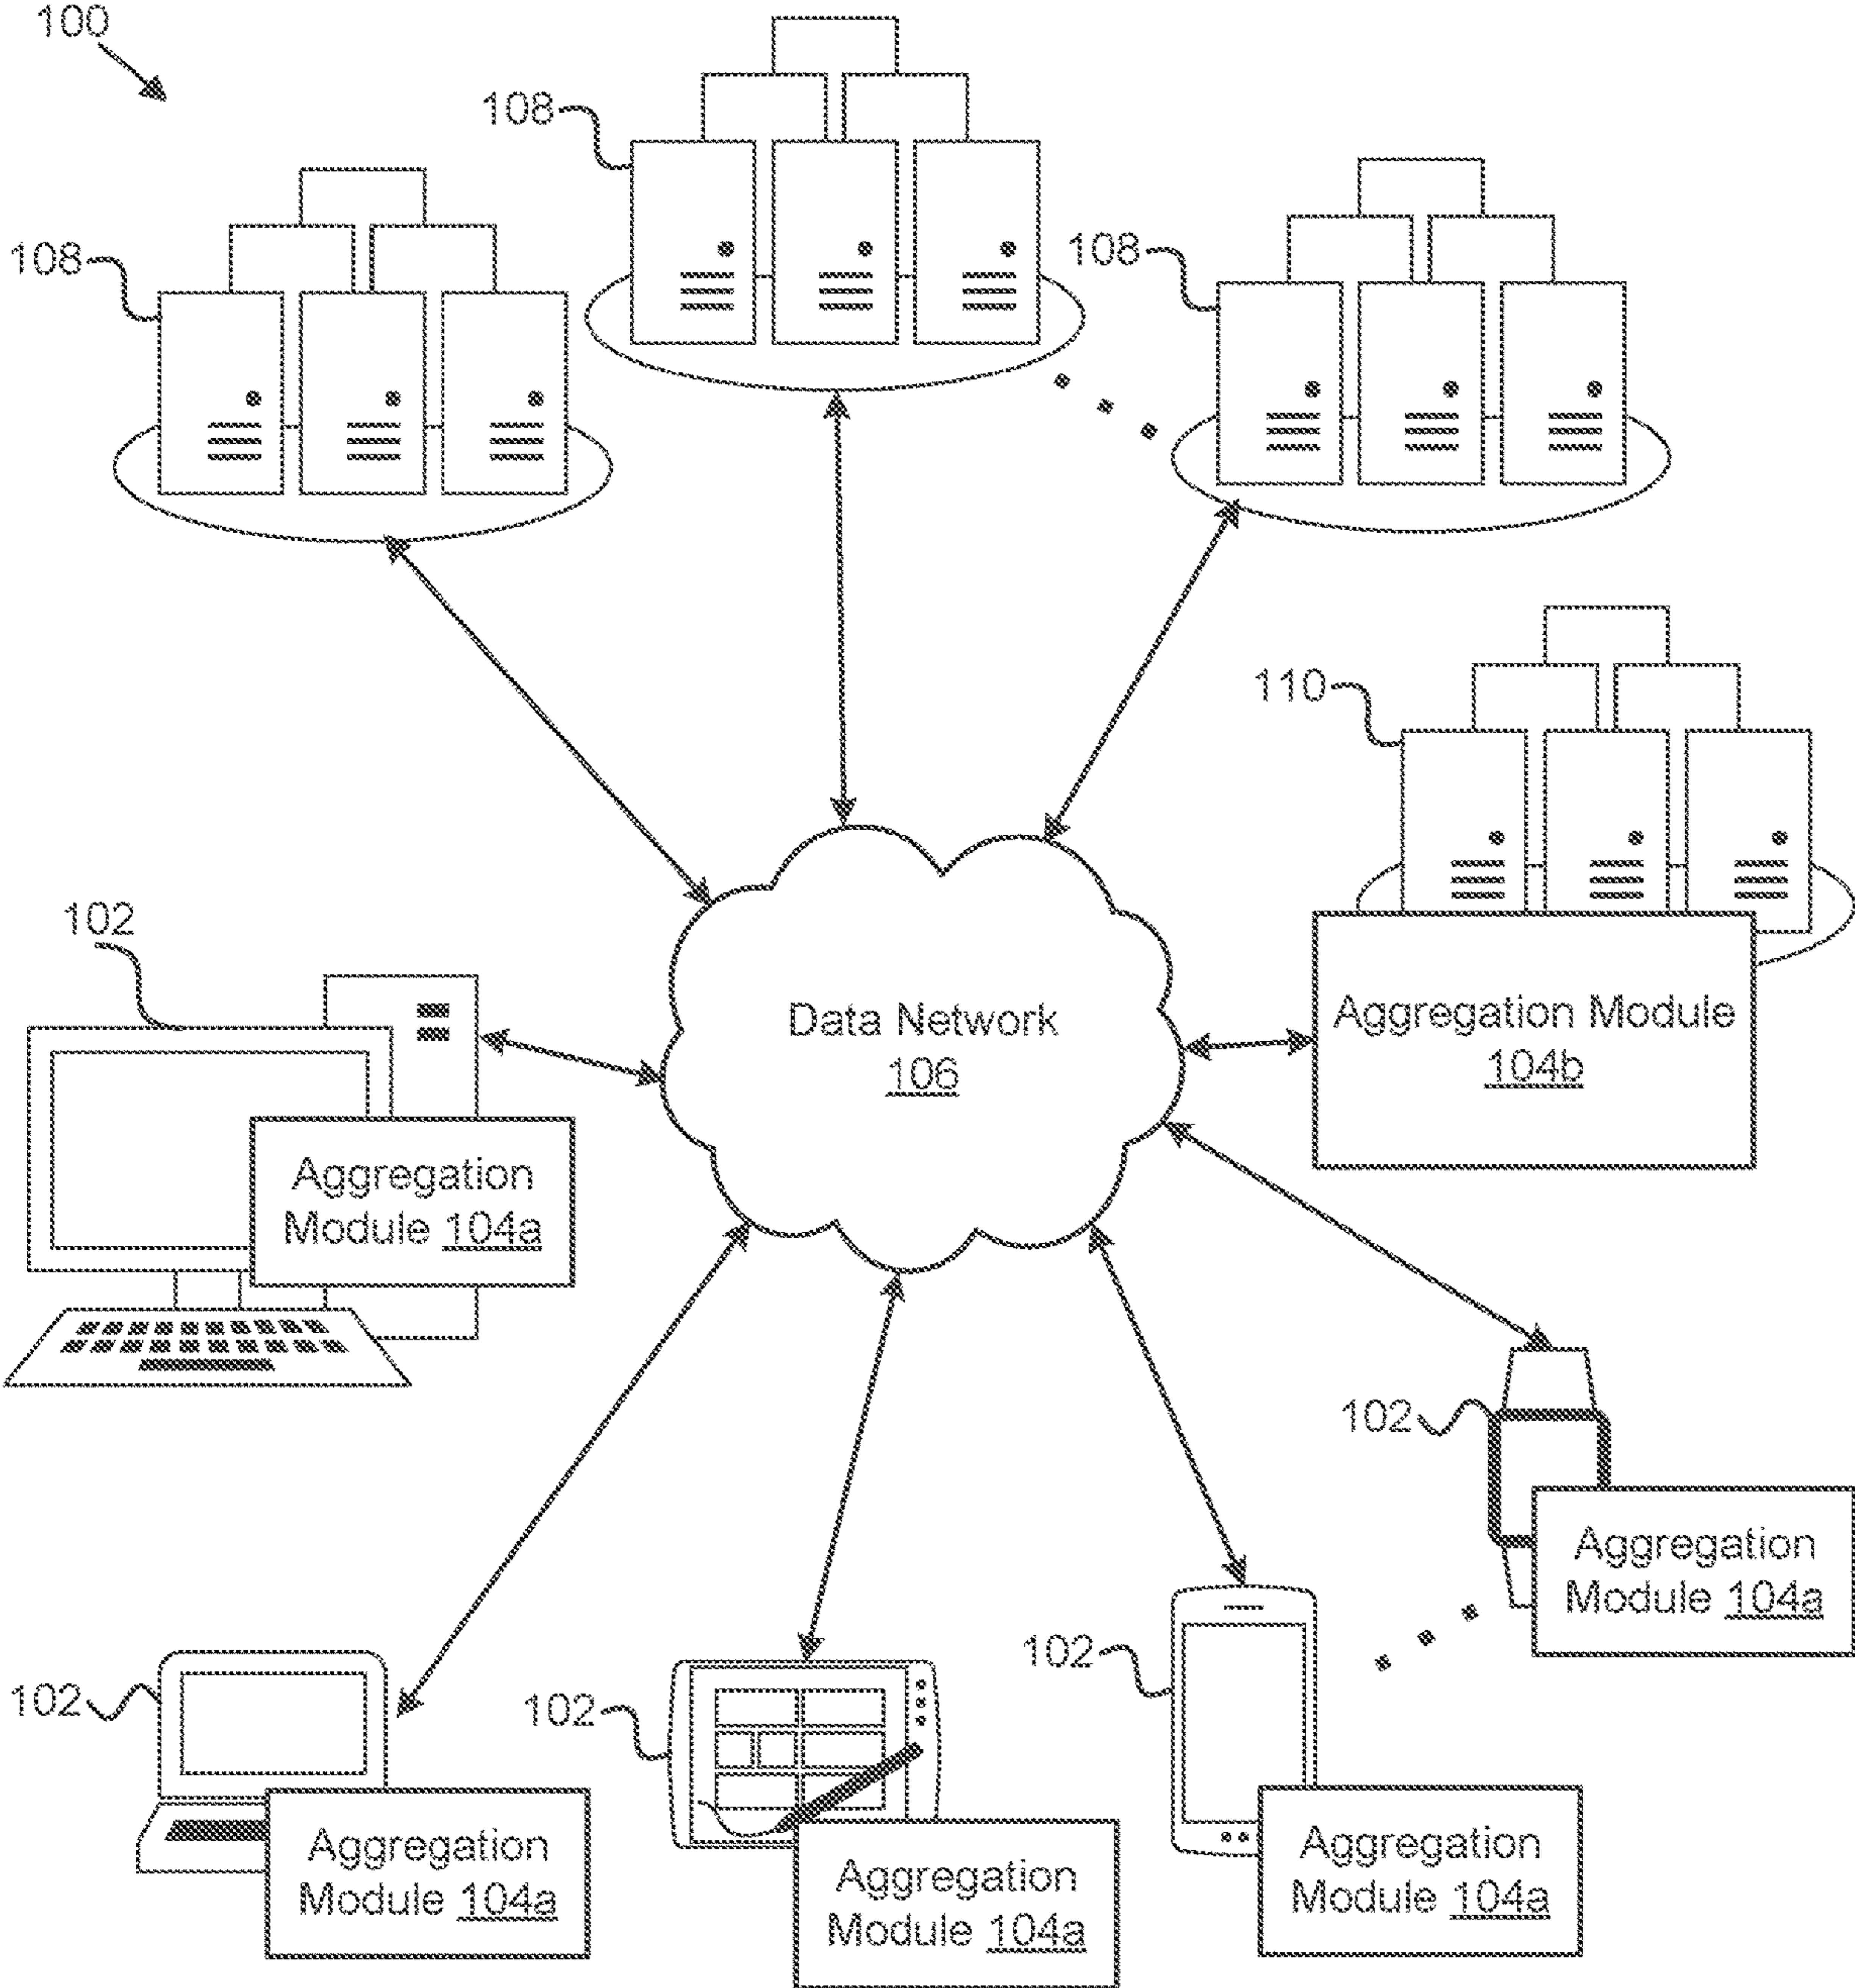 100
108
108
108
110
102
Data Network
106
Aggregation Module
104b
Aggregation
Module 104a
102
Aggregation
Module 104a
102
102
102
Aggregation
Module 104a
Aggregation
Module 104a
Aggregation
Module 104a